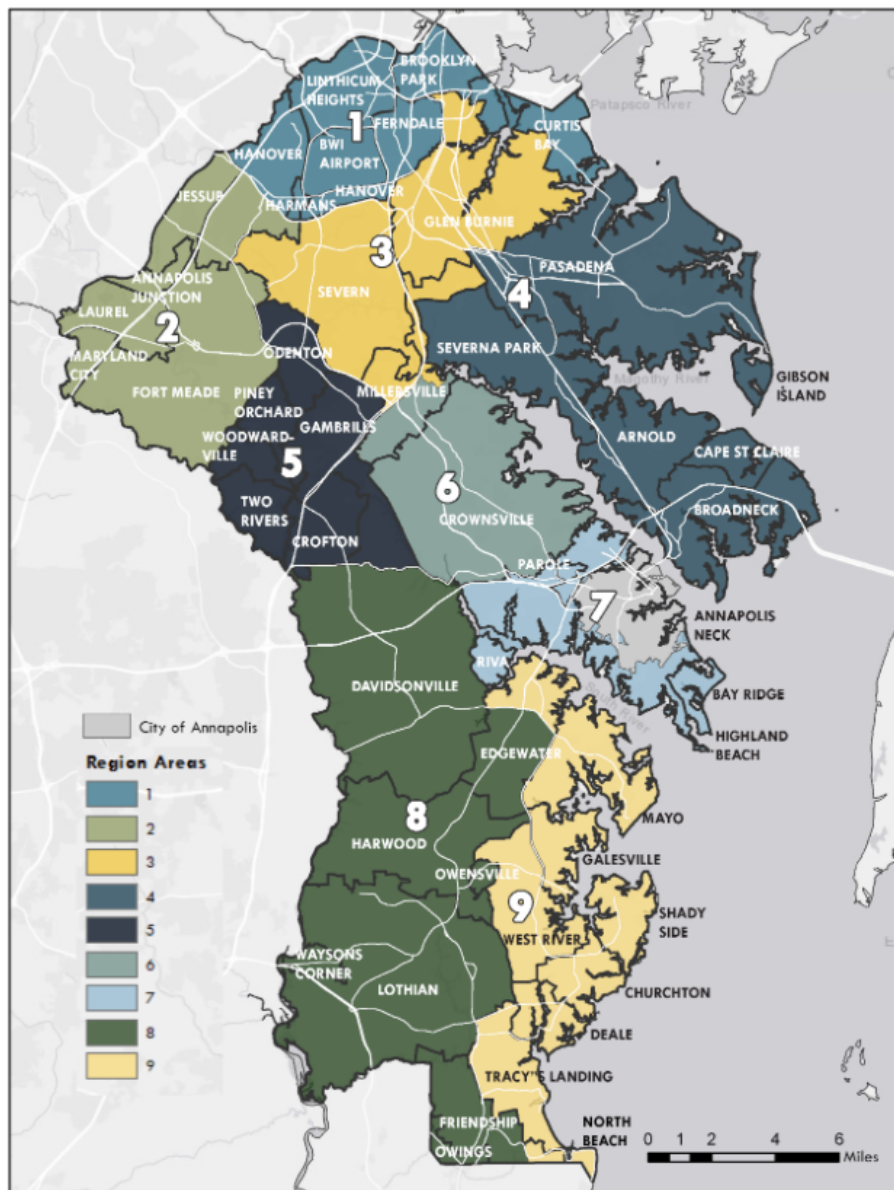 BROOKLYN
PARK
LINTHICUM
HEIGHTS
Patapsco River
1
FERNDALE
CURTIS
BAY
BWI
AIRPORT
HANOVER
HANOVER
JESSUP
HARMANS
GLEN BURNIE
3
PASADENA
ANNAPOLIS
JUNCTION
SEVERN
4
LAUREL
2
ODENTON
SEVERNA PARK
MARYLAND
CITY
Magothy River
GIBSON
ISLAND
FORT MEADE
PINEY
ORCHARD
MILLERSVILLE
GAMBRILLS
ARNOLD
WOODWARD-
VILLE
CAPE ST CLAIRE
5
6
TWO
RIVERS
CROWNSVILLE
BROADNECK
CROFTON
PAROLE
7
ANNAPOLIS
NECK
RIVA
DAVIDSONVILLE
South River
BAY RIDGE
City of Annapolis
HIGHLAND
BEACH
EDGEWATER
Region Areas
1
2
3
4
5
6
7
8
9
8
MAYO
HARWOOD
GALESVILLE
OWENSVILLE
9
SHADY
SIDE
WEST RIVER
WAYSONS
CORNER
LOTHIAN
CHURCHTON
DEALE
TRACY"S LANDING
FRIENDSHIP
NORTH
BEACH
OWINGS
0 1 2 4 6
Miles